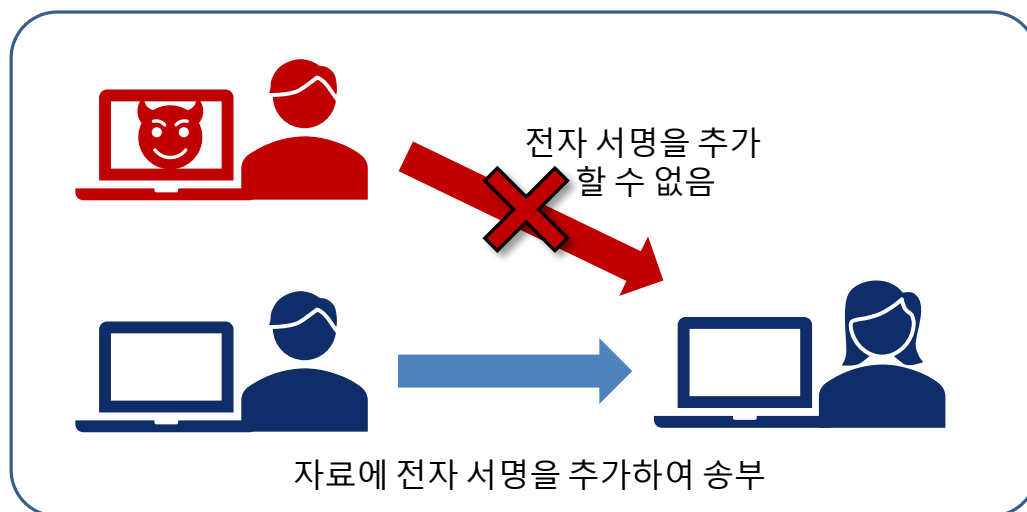 전자 서명을 추가
할 수 없음
자료에 전자 서명을 추가하여 송부